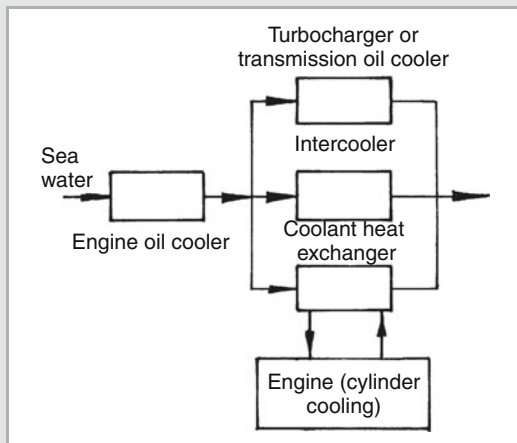 Turbocharger or
transmission oil cooler
Intercooler
Sea
water
Engine oil cooler
Coolant heat
exchanger
Engine (cylinder
cooling)